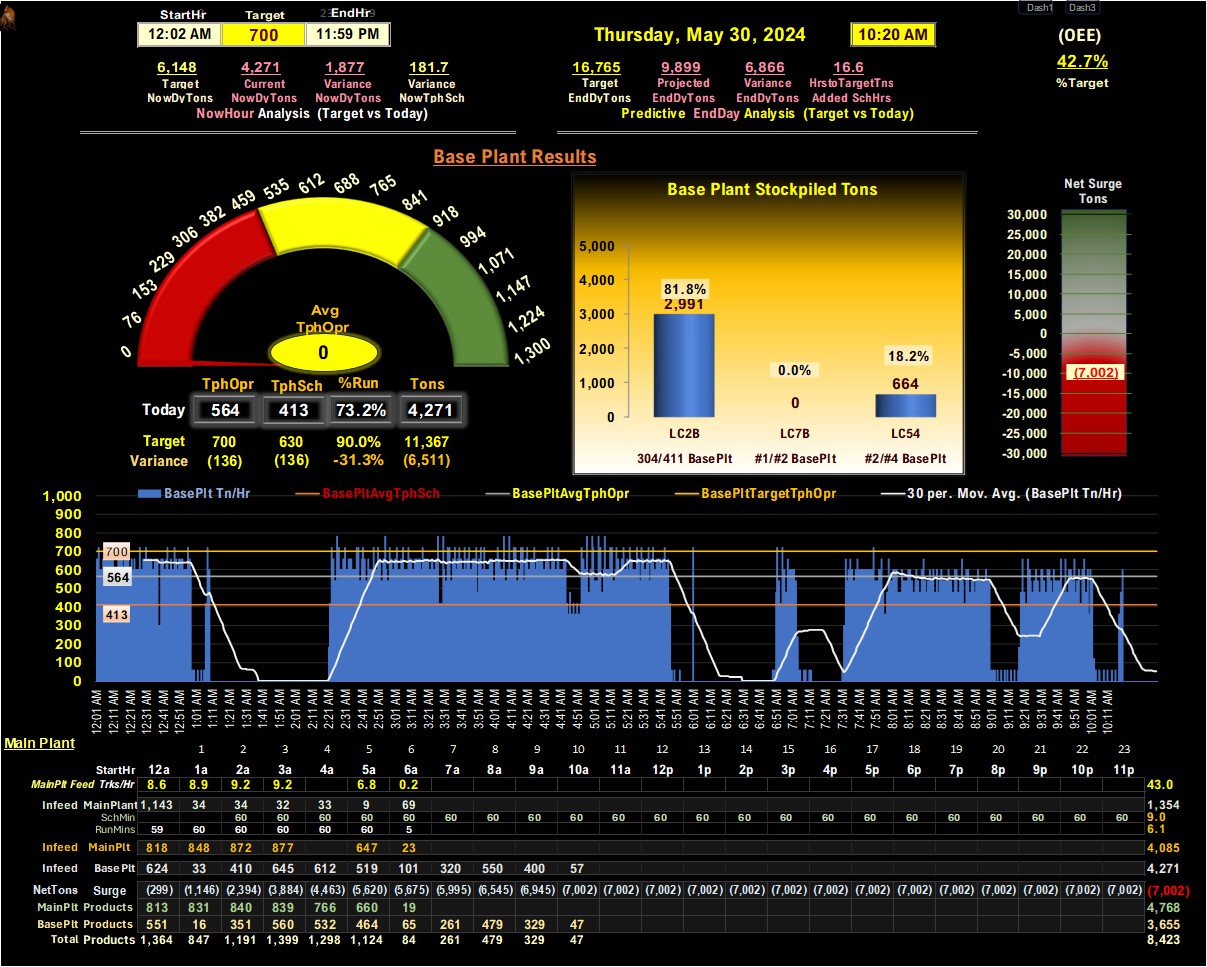 Dash1 Dash3
StartHr Target EndHr
12:02 AM 700 11:59 PM
Thursday, May 30, 2024 10:20 AM
(OEE)
42.7%
%Target
6,148 4,271 1,877 181.7
Target Current Variance Variance
NowDyTons NowDyTons NowDyTons NowTphSch
NowHour Analysis (Target vs Today)
16,765 9,899 6,866 16.6
Target Projected Variance HrstoTargetTns
EndDyTons EndDyTons EndDyTons Added SchHrs
Predictive EndDay Analysis (Target vs Today)
Base Plant Results
0 76 153 229 306 382 459 535 612 688 765 841 918 994 1,071 1,147 1,224 1,300
Avg
TphOpr
0
TphOpr TphSch %Run Tons
Today 564 413 73.2% 4,271
Target 700 630 90.0% 11,367
Variance (136) (136) -31.3% (6,511)
Base Plant Stockpiled Tons
5,000
4,000
3,000
2,000
1,000
0
81.8%
2,991
0.0%
0
18.2%
664
LC2B LC7B LC54
304/411 BasePlt #1/#2 BasePlt #2/#4 BasePlt
Net Surge
Tons
30,000
25,000
20,000
15,000
10,000
5,000
0
-5,000
-10,000
-15,000
-20,000
-25,000
-30,000
(7,002)
BasePlt Tn/Hr BasePltAvgTphSch BasePltAvgTphOpr BasePltTargetTphOpr 30 per. Mov. Avg. (BasePlt Tn/Hr)
1,000
900
800
700
600
500
400
300
200
100
0
700
564
413
12:01 AM 12:11 AM 12:21 AM 12:31 AM 12:45 AM 12:55 AM 1:01 AM 1:11 AM 1:21 AM 1:31 AM 1:41 AM 1:51 AM 2:01 AM 2:11 AM 2:21 AM 2:31 AM 2:45 AM 2:55 AM 3:01 AM 3:11 AM 3:21 AM 3:31 AM 3:41 AM 3:51 AM 4:01 AM 4:11 AM 4:21 AM 4:31 AM 4:45 AM 4:55 AM 5:01 AM 5:11 AM 5:21 AM 5:31 AM 5:45 AM 5:55 AM 6:01 AM 6:11 AM 6:21 AM 6:31 AM 6:41 AM 6:51 AM 7:01 AM 7:11 AM 7:21 AM 7:31 AM 7:45 AM 7:55 AM 8:01 AM 8:11 AM 8:21 AM 8:31 AM 8:41 AM 8:51 AM 9:01 AM 9:11 AM 9:21 AM 9:31 AM 9:41 AM 9:51 AM 10:01 AM 10:11 AM
Main Plant
1 2 3 4 5 6 7 8 9 10 11 12 13 14 15 16 17 18 19 20 21 22 23
StartHr 12a 1a 2a 3a 4a 5a 6a 7a 8a 9a 10a 11a 12p 1p 2p 3p 4p 5p 6p 7p 8p 9p 10p 11p
MainPlt Feed Trks/Hr 8.6 8.9 9.2 9.2 6.8 0.2 43.0
Infeed MainPlant 1,143 34 34 32 33 9 69 1,354
SchMin 60 60 60 60 60 60 60 60 60 60 60 60 60 60 60 60 60 60 60 60 60 60 9.0
RunMins 59 60 60 60 60 60 5 6.1
Infeed MainPlt 818 848 872 877 647 23 4,085
Infeed Base Plt 624 33 410 645 612 519 101 320 550 400 57 4,271
NetTons Surge (299) (1,146) (2,394) (3,884) (4,463) (5,620) (5,675) (5,995) (6,545) (6,945) (7,002) (7,002) (7,002) (7,002) (7,002) (7,002) (7,002) (7,002) (7,002) (7,002) (7,002) (7,002) (7,002) (7,002) (7,002)
MainPlt Products 813 831 840 839 766 660 19 4,768
BasePlt Products 551 16 351 560 532 464 65 261 479 329 47 3,655
Total Products 1,364 847 1,191 1,399 1,298 1,124 84 261 479 329 47 8,423